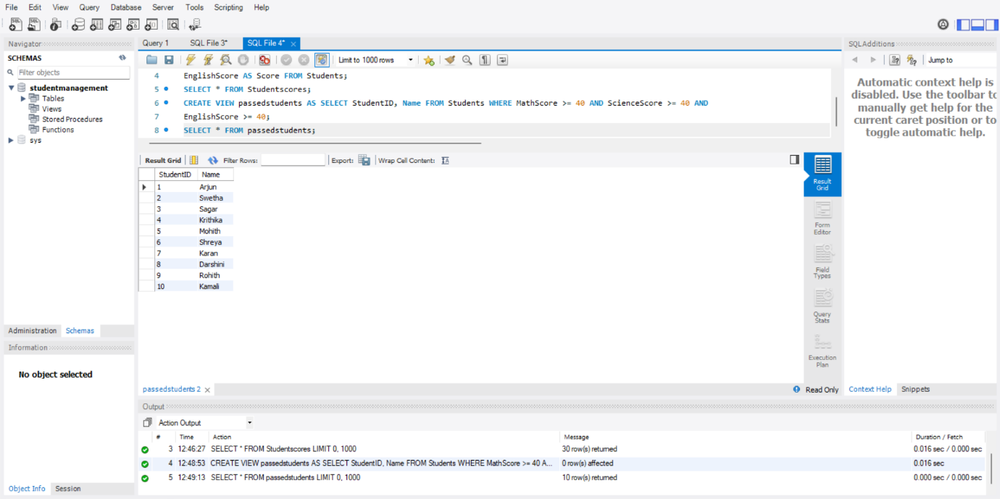 File Edit View Query Database Server Tools Scripting Help
Navigator
SCHEMAS
Filter objects
studentmanagement
Tables
Views
Stored Procedures
Functions
sys
Administration Schemas
Information
No object selected
Object Info Session
Query 1 SQL File 3* SQL File 4* ×
Limit to 1000 rows
4 EnglishScore AS Score FROM Students;
5 SELECT * FROM Studentscores;
6 CREATE VIEW passedstudents AS SELECT StudentID, Name FROM Students WHERE MathScore >= 40 AND ScienceScore >= 40 AND
7 EnglishScore >= 40;
8 SELECT * FROM passedstudents;
Result Grid Filter Rows: Export: Wrap Cell Content:
StudentID Name
1 Arjun
2 Swetha
3 Sagar
4 Krithika
5 Mohith
6 Shreya
7 Karan
8 Darshini
9 Rohith
10 Kamali
Result
Grid
Form
Editor
Field
Types
Query
Stats
Execution
Plan
passedstudents 2 × Read Only
Output
Action Output
# Time Action Message Duration / Fetch
3 12:46:27 SELECT * FROM Studentscores LIMIT 0, 1000 30 row(s) returned 0.016 sec / 0.000 sec
4 12:48:53 CREATE VIEW passedstudents AS SELECT StudentID, Name FROM Students WHERE MathScore >= 40 A... 0 row(s) affected 0.016 sec
5 12:49:13 SELECT * FROM passedstudents LIMIT 0, 1000 10 row(s) returned 0.000 sec / 0.000 sec
SQLAdditions
Jump to
Automatic context help is
disabled. Use the toolbar to
manually get help for the
current caret position or to
toggle automatic help.
Context Help Snippets